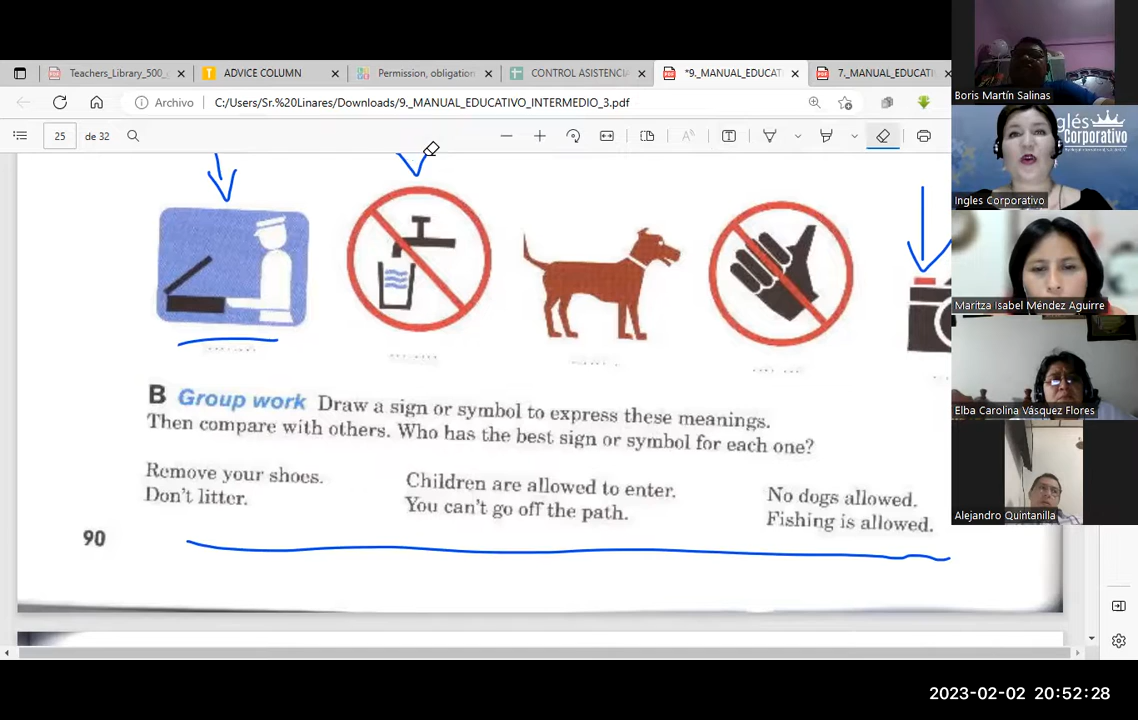 Teachers_Library_500_
ADVICE COLUMN
Permission, obligation
CONTROL ASISTENCIA
*9._MANUAL_EDUCAT
7._MANUAL_EDUCATI
Archivo
C:/Users/Sr.%20Linares/Downloads/9._MANUAL_EDUCATIVO_INTERMEDIO_3.pdf
25
de 32
B Group work Draw a sign or symbol to express these meanings.
Then compare with others. Who has the best sign or symbol for each one?
Remove your shoes.
Don't litter.
Children are allowed to enter.
You can't go off the path.
No dogs allowed.
Fishing is allowed.
90
Boris Martín Salinas
glés
Corporativo
Ingles Corporativo
Maritza Isabel Méndez Aguirre
Elba Carolina Vásquez Flores
Alejandro Quintanilla
2023-02-02 20:52:28